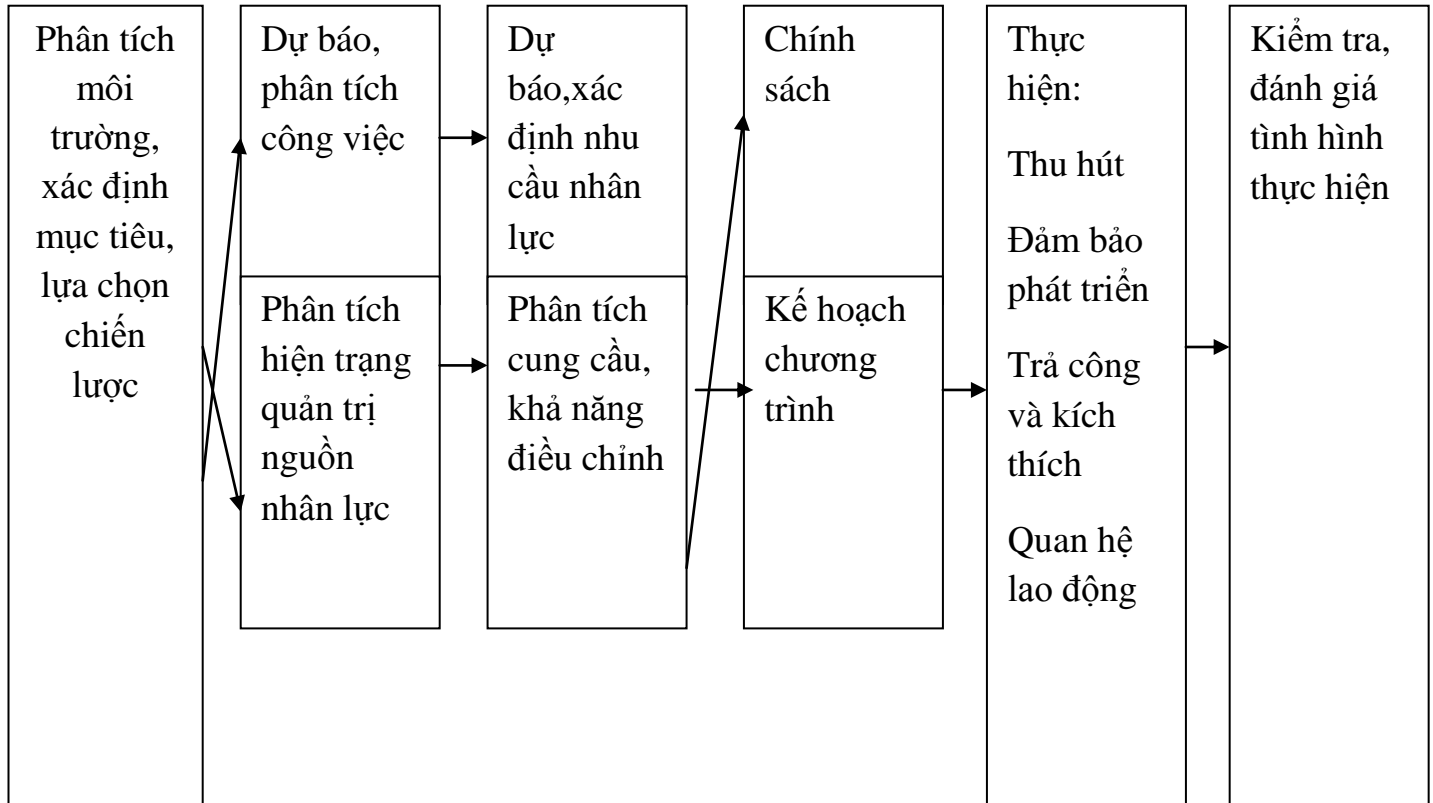 Phân tích
môi
trường,
xác định
mục tiêu,
lựa chọn
chiến
lược
Dự báo,
phân tích
công việc
Phân tích
hiện trạng
quản trị
nguồn
nhân lực
Dự
báo,xác
định nhu
cầu nhân
lực
Phân tích
cung cầu,
khả năng
điều chỉnh
Chính
sách
Kế hoạch
chương
trình
Thực
hiện:
Thu hút
Đảm bảo
phát triển
Trả công
và kích
thích
Quan hệ
lao động
Kiểm tra,
đánh giá
tình hình
thực hiện